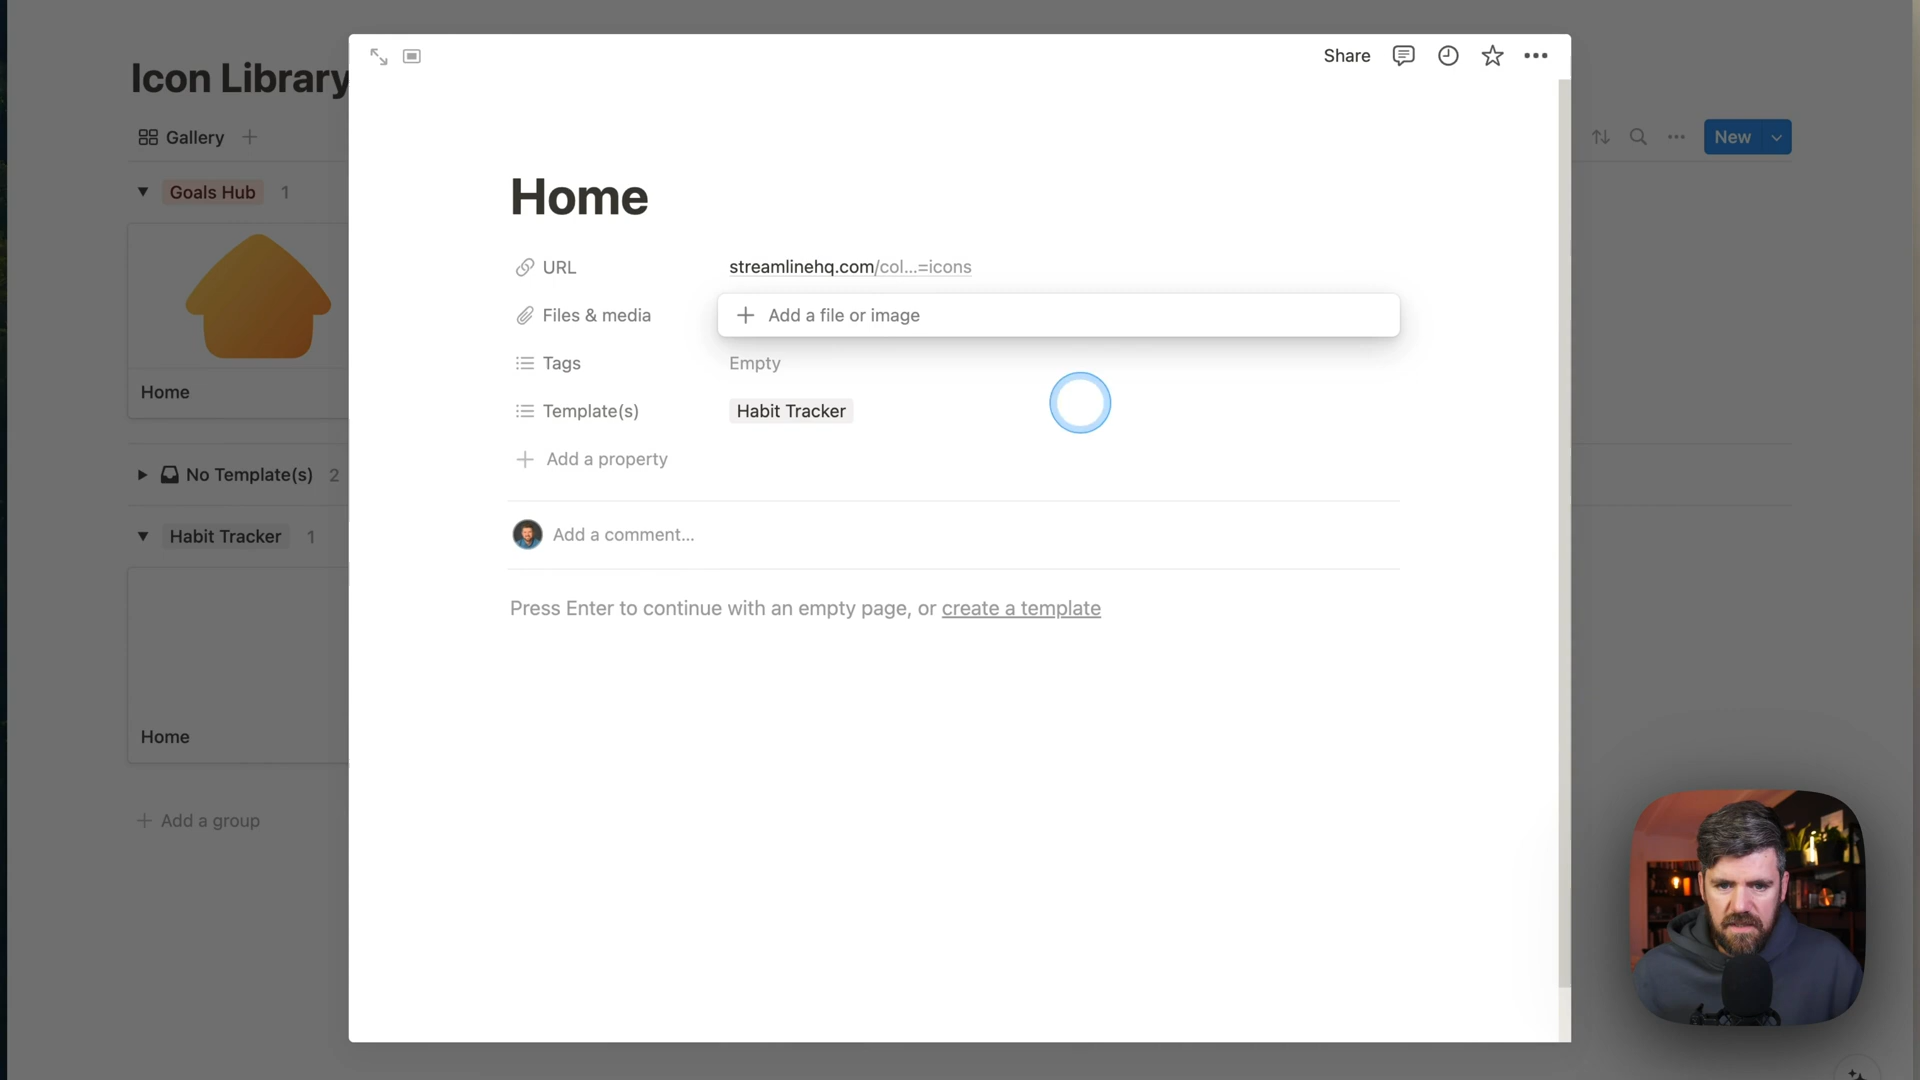 Icon Library
Gallery
New
Goals Hub 1
Home
No Template(s) 2
Habit Tracker 1
Home
Add a group
Share
Home
URL streamlinehq.com/col...=icons
Files & media Add a file or image
Tags Empty
Template(s) Habit Tracker
Add a property
Add a comment...
Press Enter to continue with an empty page, or create a template